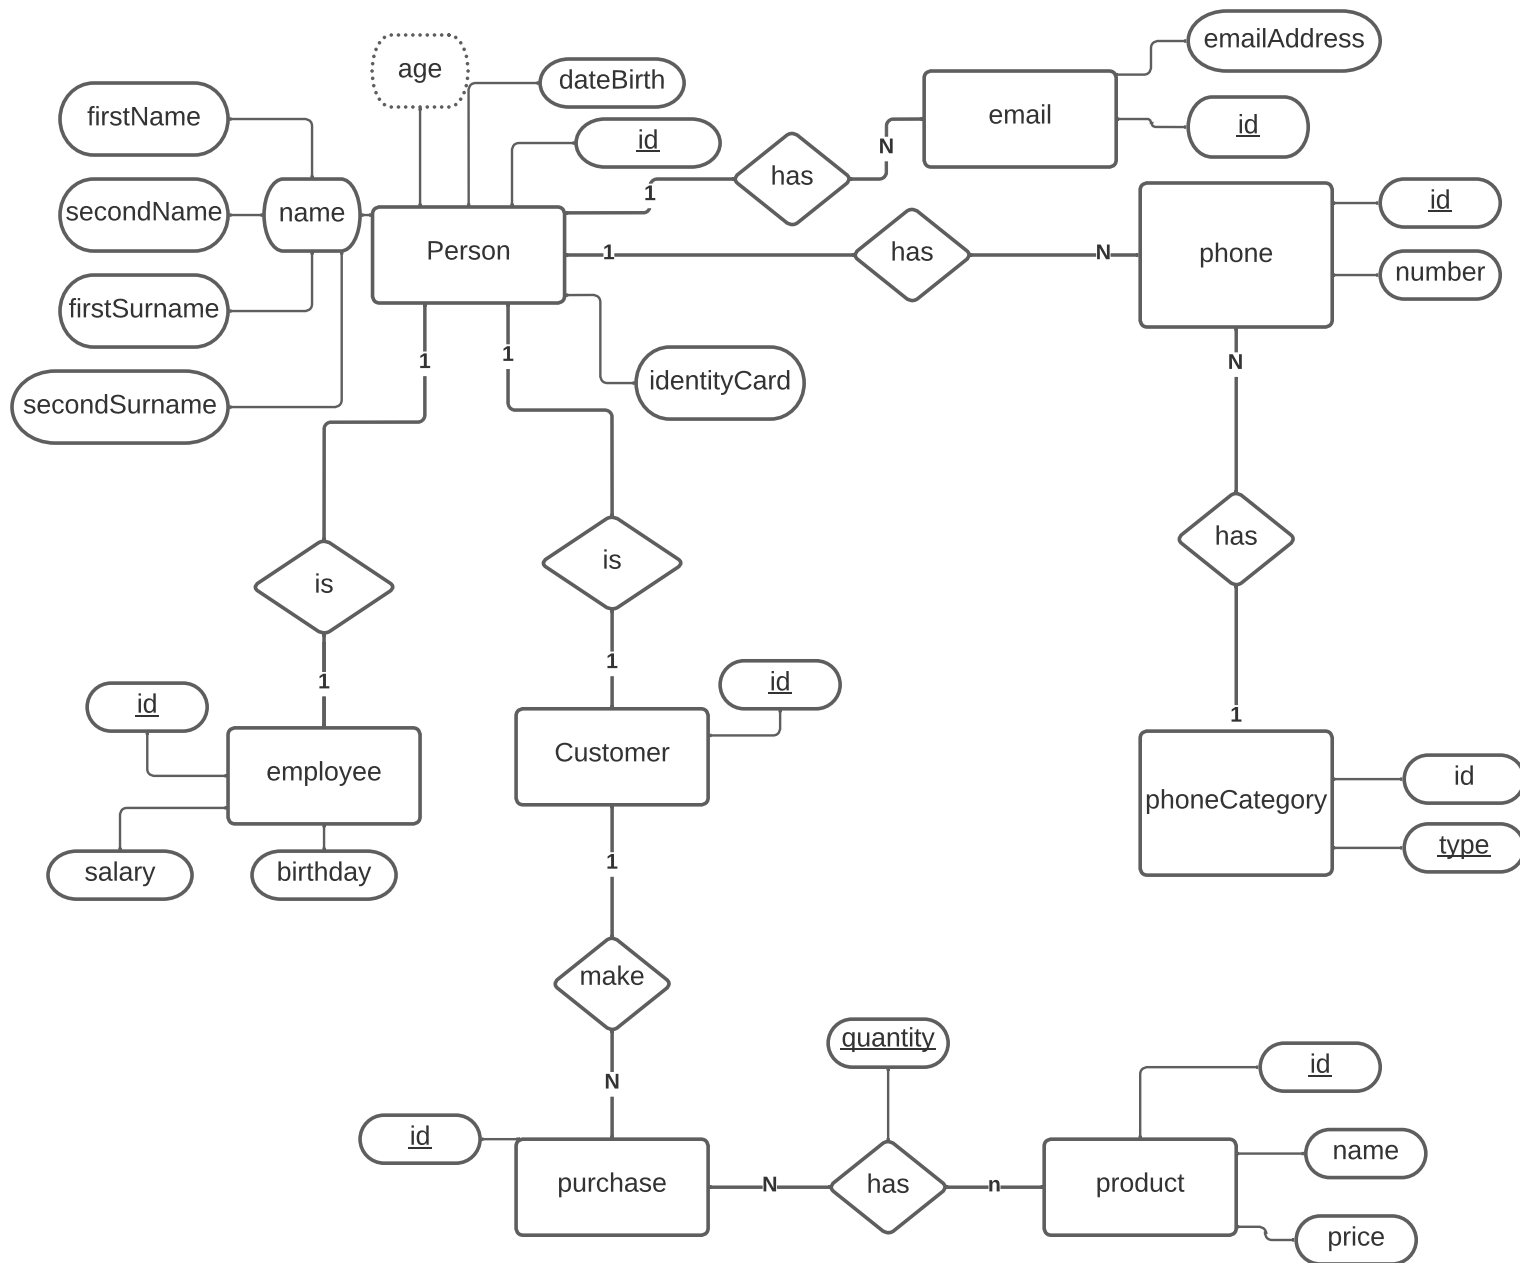 emailAddress
age
dateBirth
email
firstName
id
id
N
has
1
secondName
name
id
Person
1
has
N
phone
number
firstSurname
1
1
N
identityCard
secondSurname
has
is
is
1
1
id
id
1
employee
Customer
phoneCategory
id
type
salary
birthday
1
make
quantity
id
N
id
name
purchase
N
has
n
product
price